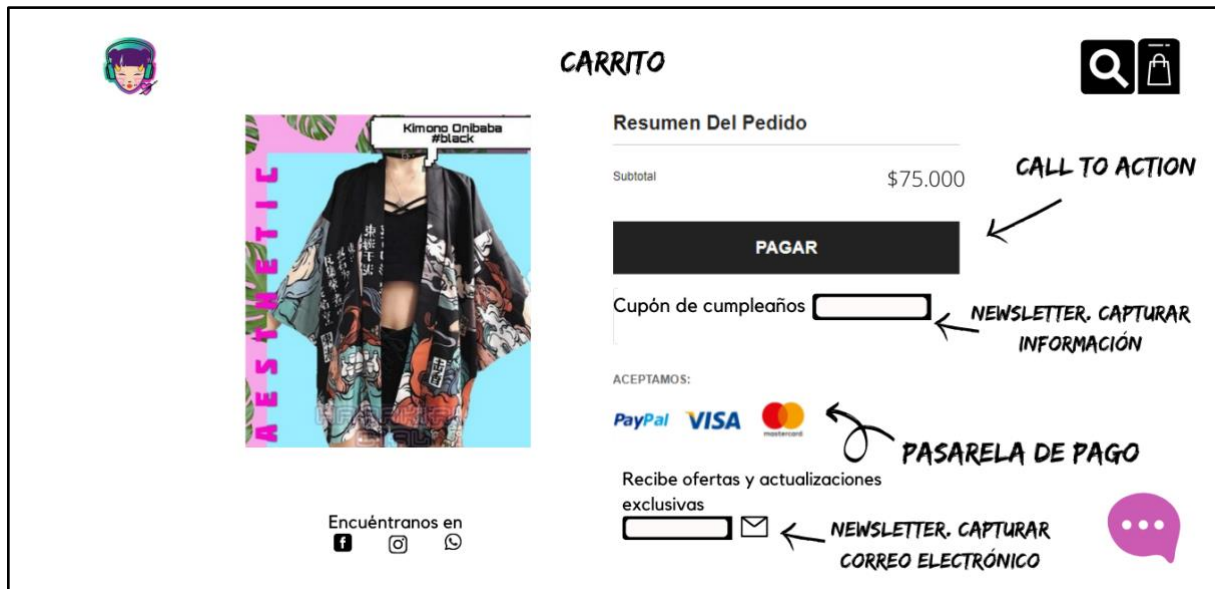 CARRITO
Kimono Onibaba
#black
AESTHETIC
Resumen Del Pedido
Subtotal
$75.000
CALL TO ACTION
PAGAR
Cupón de cumpleaños
NEWSLETTER. CAPTURAR
INFORMACIÓN
ACEPTAMOS:
PayPal VISA
mastercard
PASARELA DE PAGO
Recibe ofertas y actualizaciones
exclusivas
NEWSLETTER. CAPTURAR
CORREO ELECTRÓNICO
Encuéntranos en